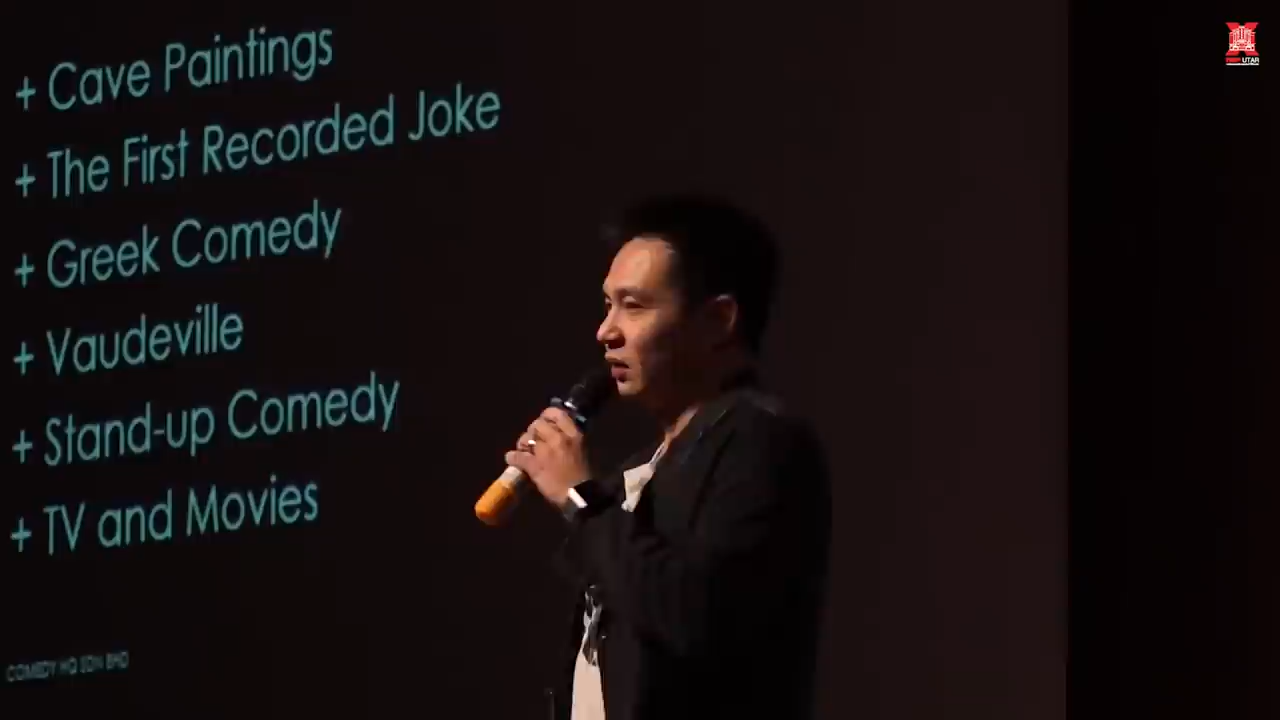 + Cave Paintings
+ The First Recorded Joke
+ Greek Comedy
+ Vaudeville
+ Stand-up Comedy
+ TV and Movies
COMEDY HQ SDN BHD
UTAR